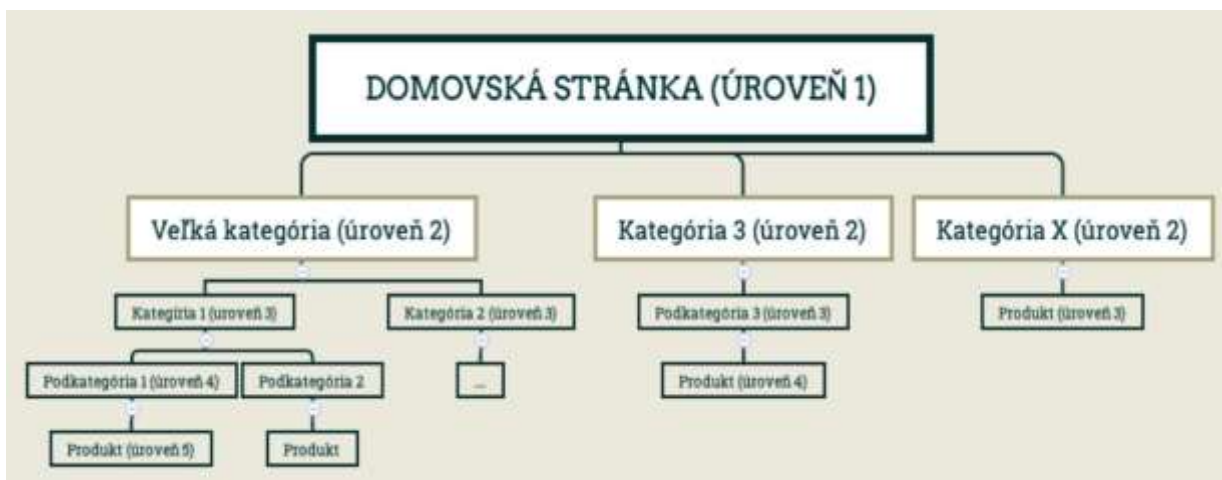 DOMOVSKÁ STRÁNKA (ÚROVEŇ 1)
Veľká kategória (úroveň 2)
Kategória 3 (úroveň 2)
Kategória X (úroveň 2)
Kategíria 1 (uroveň 3)
Kategória 2 (úroveň 3)
Podkategória 3 (úroveň 3)
Produkt (úroveň 3)
Podkategória 1 (úroveň 4)
Podkategória 2
...
Produkt (úroveň 4)
Produkt (úroveň 5)
Produkt